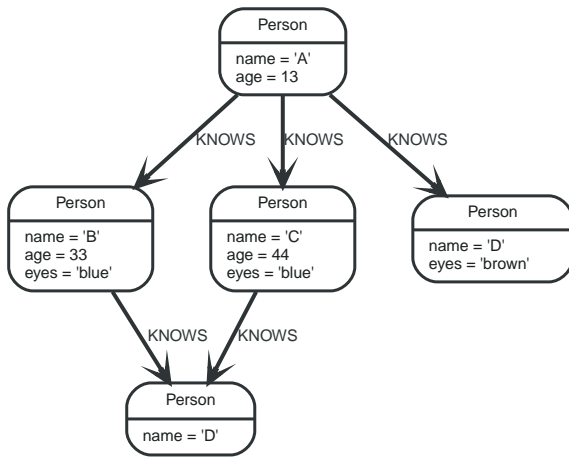 Person
name = 'A'
age = 13
KNOWS
KNOWS
KNOWS
Person
name = 'B'
age = 33
eyes = 'blue'
Person
name = 'C'
age = 44
eyes = 'blue'
Person
name = 'D'
eyes = 'brown'
KNOWS
KNOWS
Person
name = 'D'